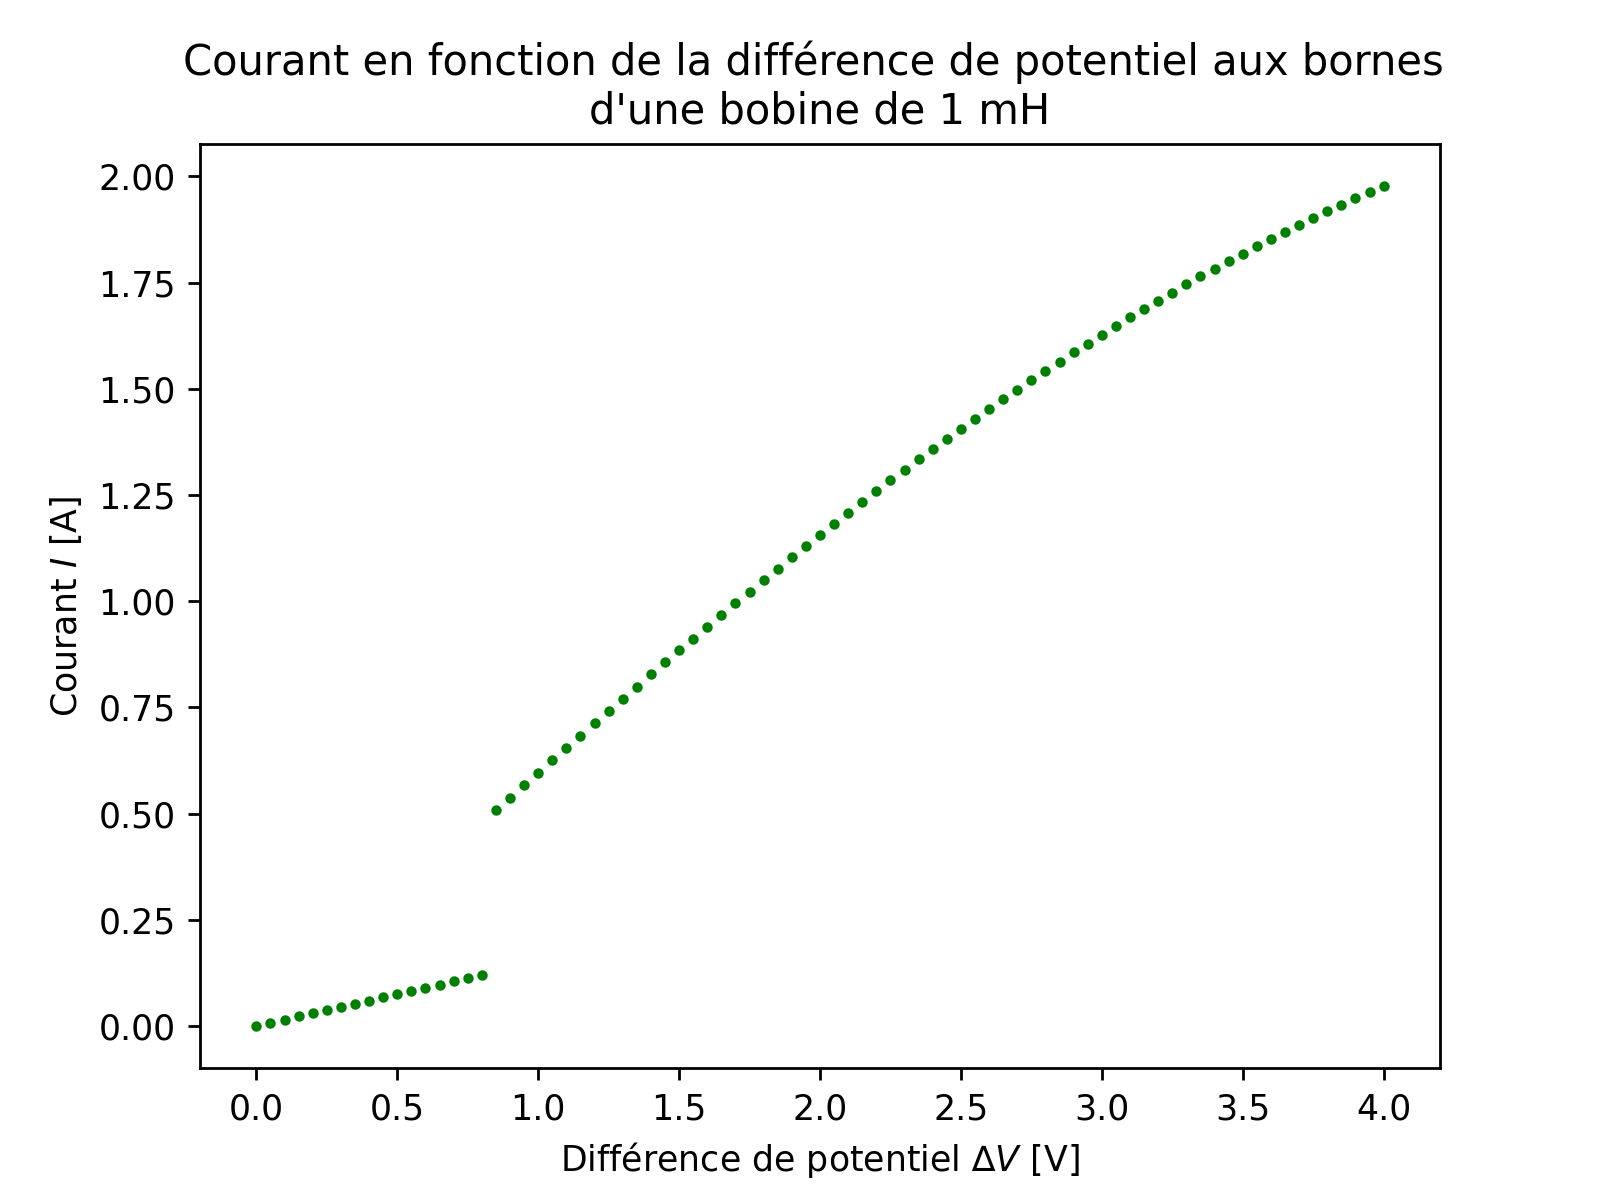 Courant en fonction de la différence de potentiel aux bornes
d'une bobine de 1 mH
2.00
1.75
1.50
1.25
1.00
0.75
0.50
0.25
0.00
Courant I [A]
0.0 0.5 1.0 1.5 2.0 2.5 3.0 3.5 4.0
Différence de potentiel ΔV [V]